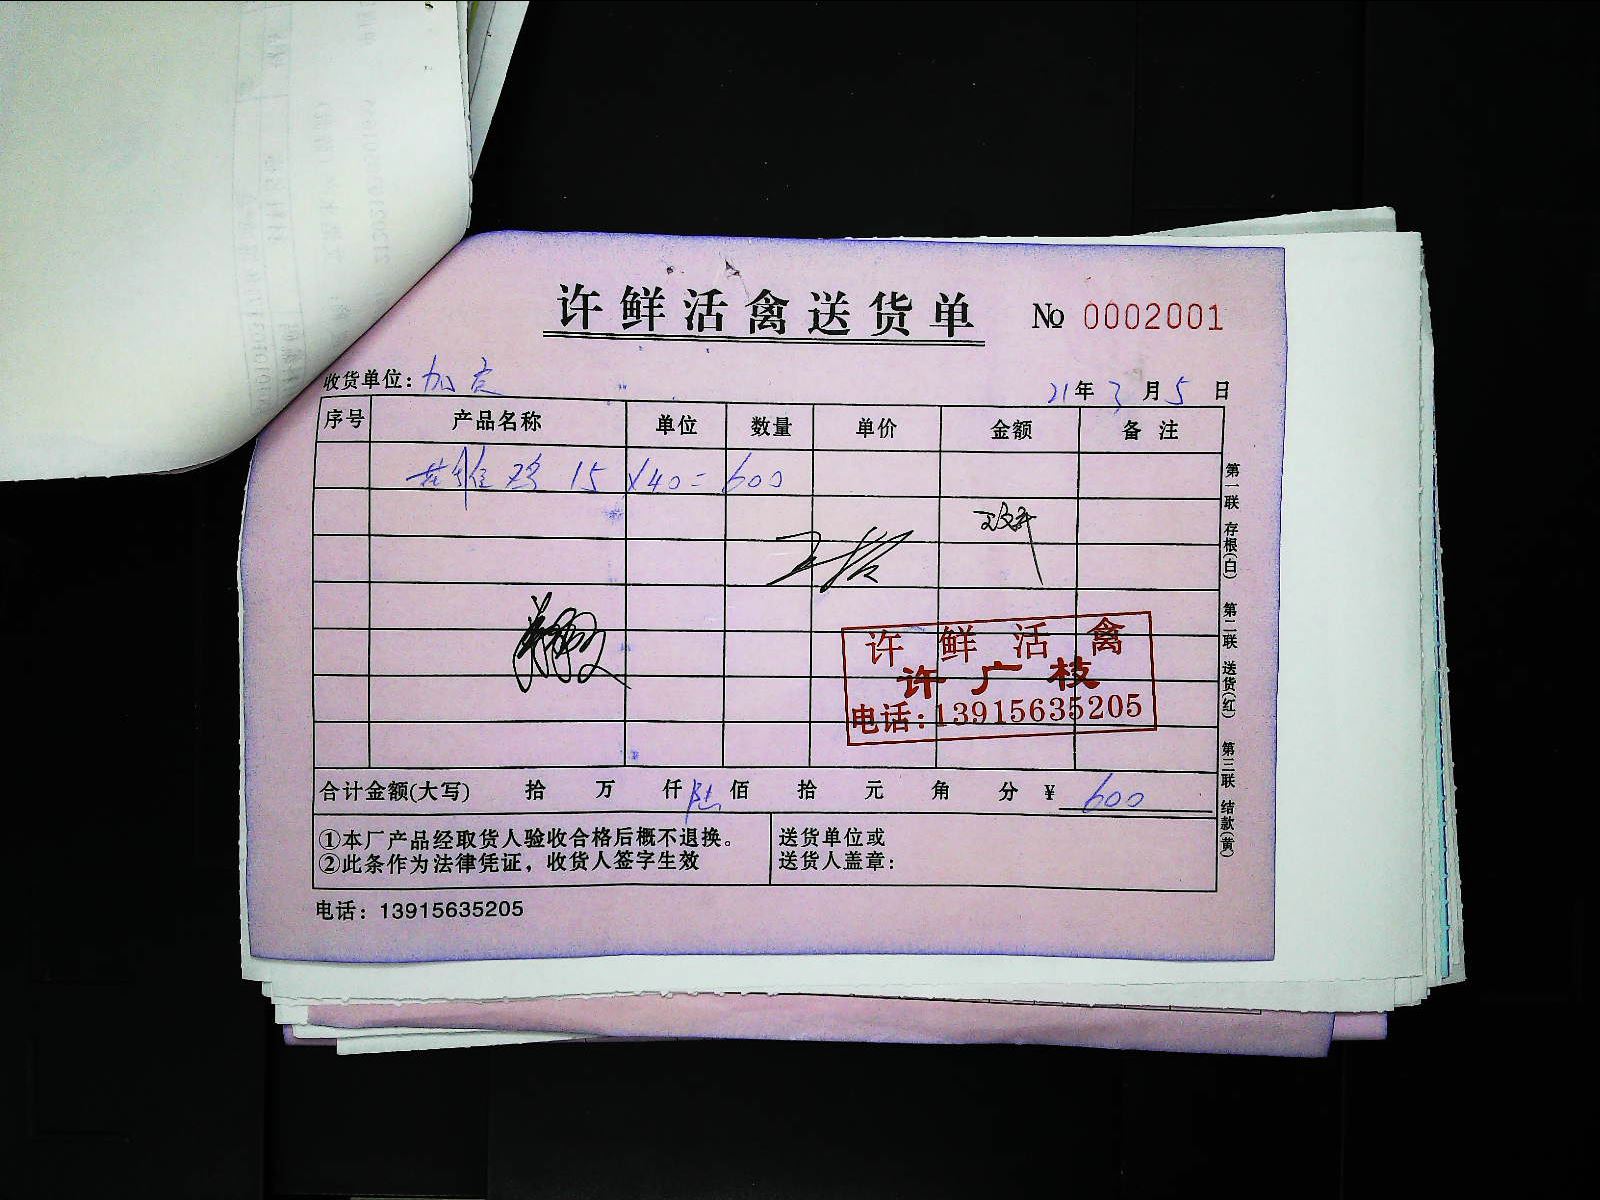 许鲜活禽送货单 № 0002001
收货单位: 加 21年3月5日
序号 产品名称 单位 数量 单价 金额 备注
鸡 15 ×40=600
许鲜活禽
许广枝
电话:13915635205
合计金额(大写) 拾 万 仟 陆佰 拾 元 角 分 ¥ 600
①本厂产品经取货人验收合格后概不退换。
②此条作为法律凭证，收货人签字生效
送货单位或
送货人盖章:
电话: 13915635205
第一联 存根(白) 第二联 送货(红) 第三联 结款(黄)